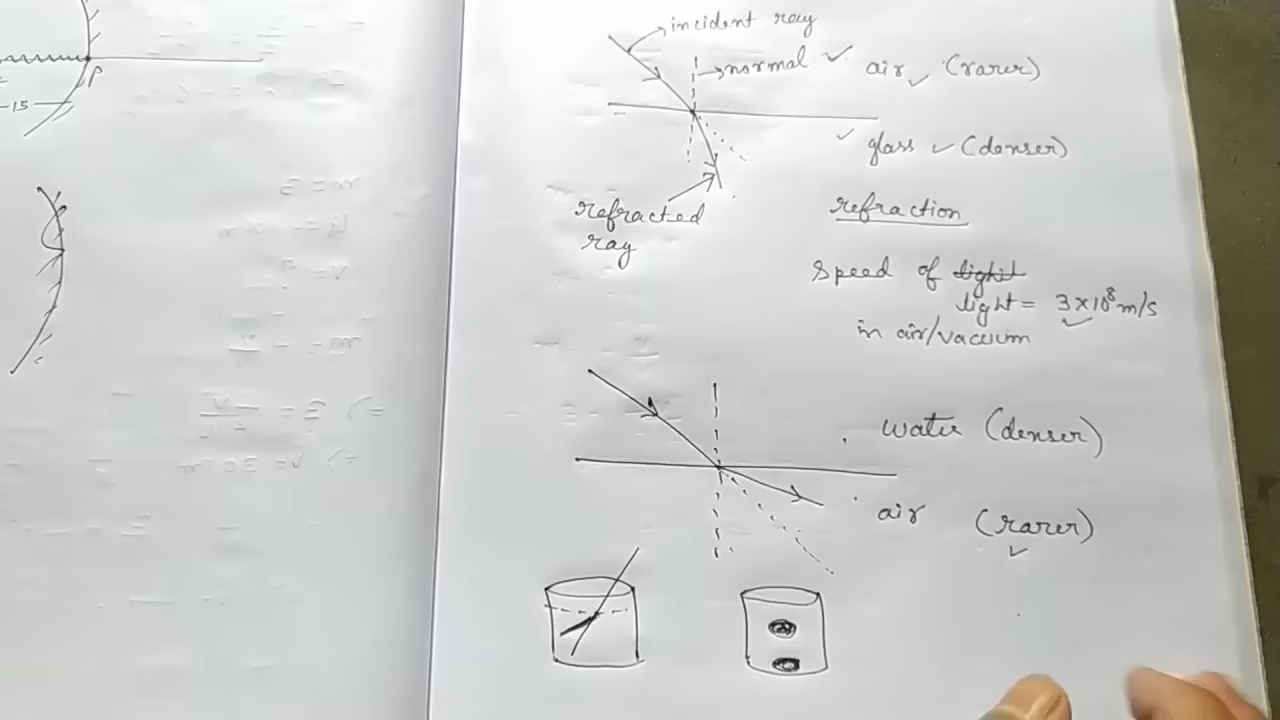 P
15
incident ray
normal ✓
air ✓ (rarer)
✓ glass ✓ (denser)
refracted
ray
refraction
Speed of
light = 3×10⁸ m/s
in air/vacuum
water (denser)
air (rarer)